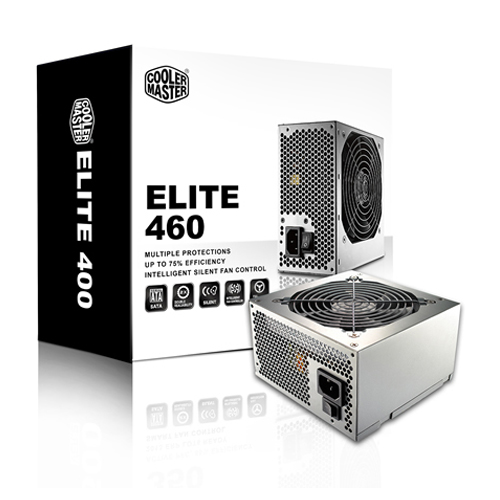 COOLER
MASTER
ELITE 400
COOLER
MASTER
ELITE
460
MULTIPLE PROTECTIONS
UP TO 75% EFFICIENCY
INTELLIGENT SILENT FAN CONTROL
SATA
SILENT